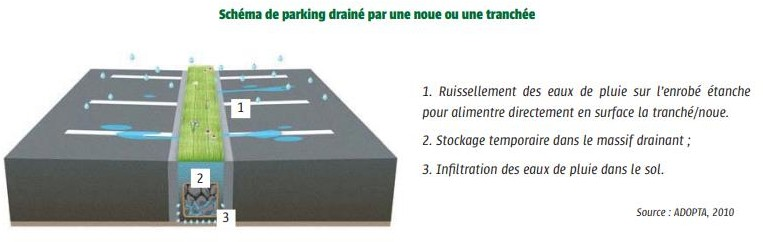 Schéma de parking drainé par une noue ou une tranchée
1
2
3
1. Ruissellement des eaux de pluie sur l'enrobé étanche
pour alimentre directement en surface la tranché/noue.
2. Stockage temporaire dans le massif drainant ;
3. Infiltration des eaux de pluie dans le sol.
Source : ADOPTA, 2010